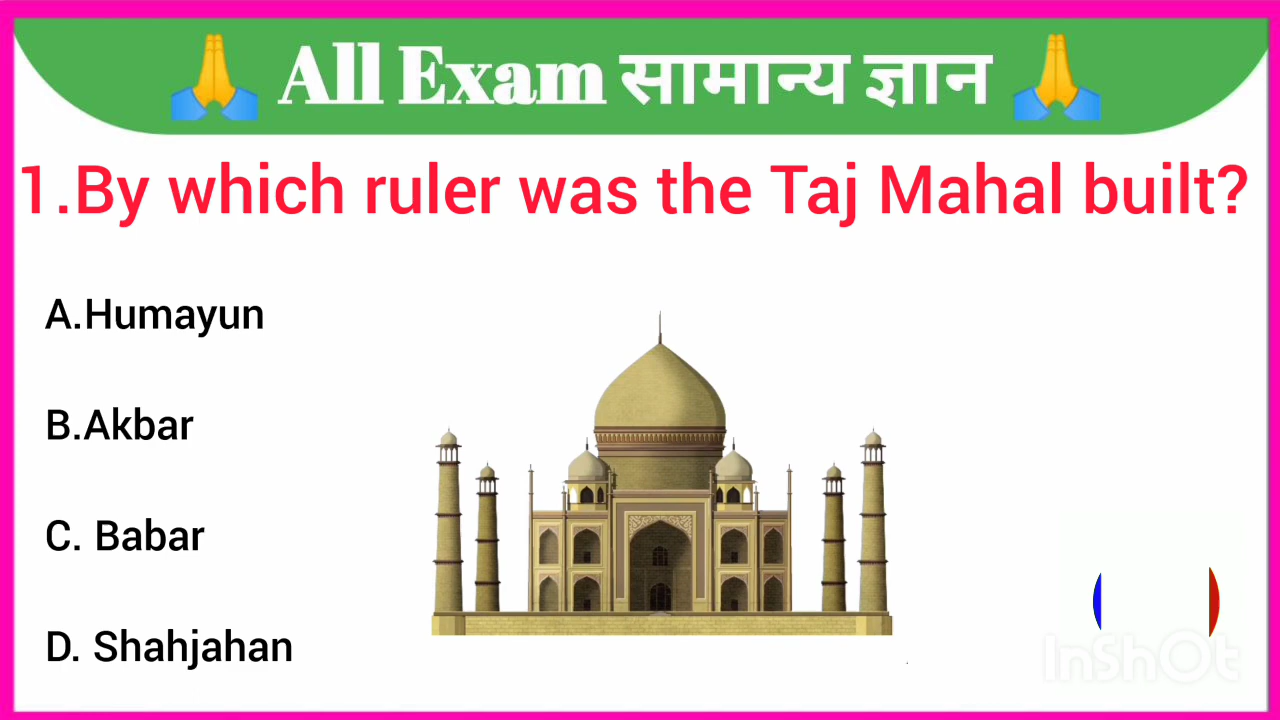 🙏 All Exam सामान्य ज्ञान 🙏
1.By which ruler was the Taj Mahal built?
A.Humayun
B.Akbar
C. Babar
D. Shahjahan
InShOt